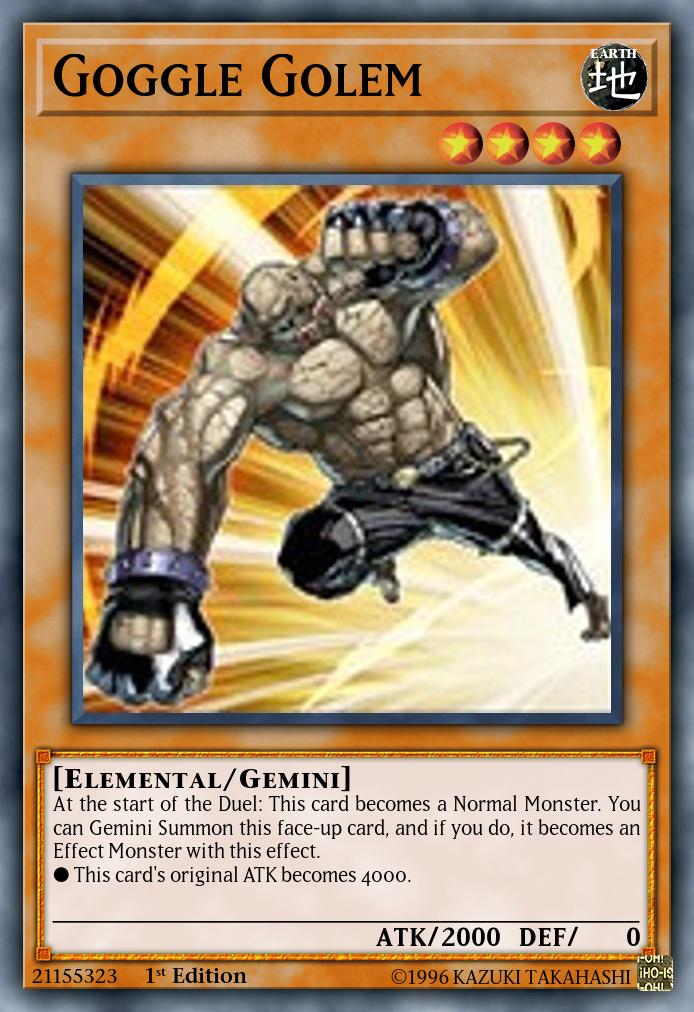 Goggle Golem
EARTH
地
[Elemental/Gemini]
At the start of the Duel: This card becomes a Normal Monster. You
can Gemini Summon this face-up card, and if you do, it becomes an
Effect Monster with this effect.
● This card's original ATK becomes 4000.
ATK/2000 DEF/ 0
21155323 1st Edition ©1996 KAZUKI TAKAHASHI